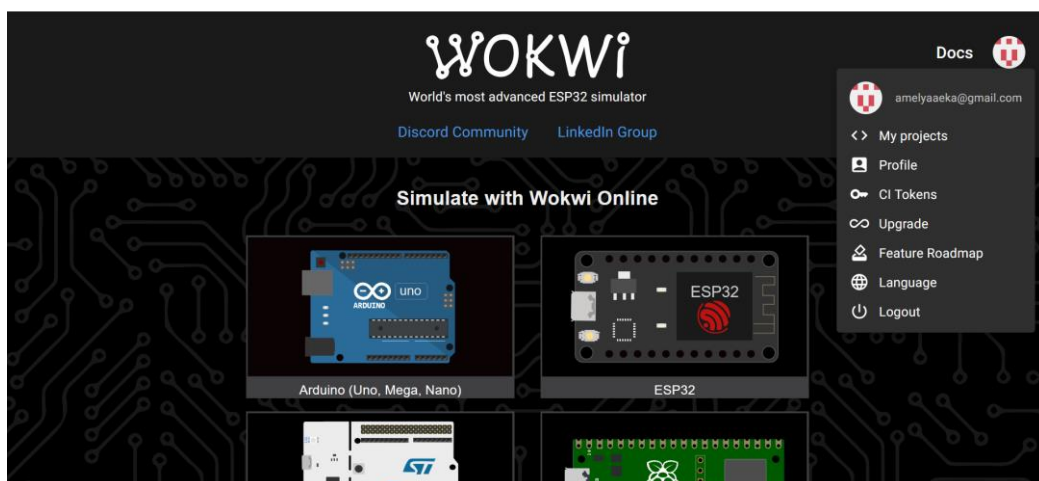 WOKWi
World's most advanced ESP32 simulator
Discord Community LinkedIn Group
Docs
amelyaaeka@gmail.com
My projects
Profile
CI Tokens
Upgrade
Feature Roadmap
Language
Logout
Simulate with Wokwi Online
uno
ARDUINO
Arduino (Uno, Mega, Nano)
ESP32
ESP32
ST